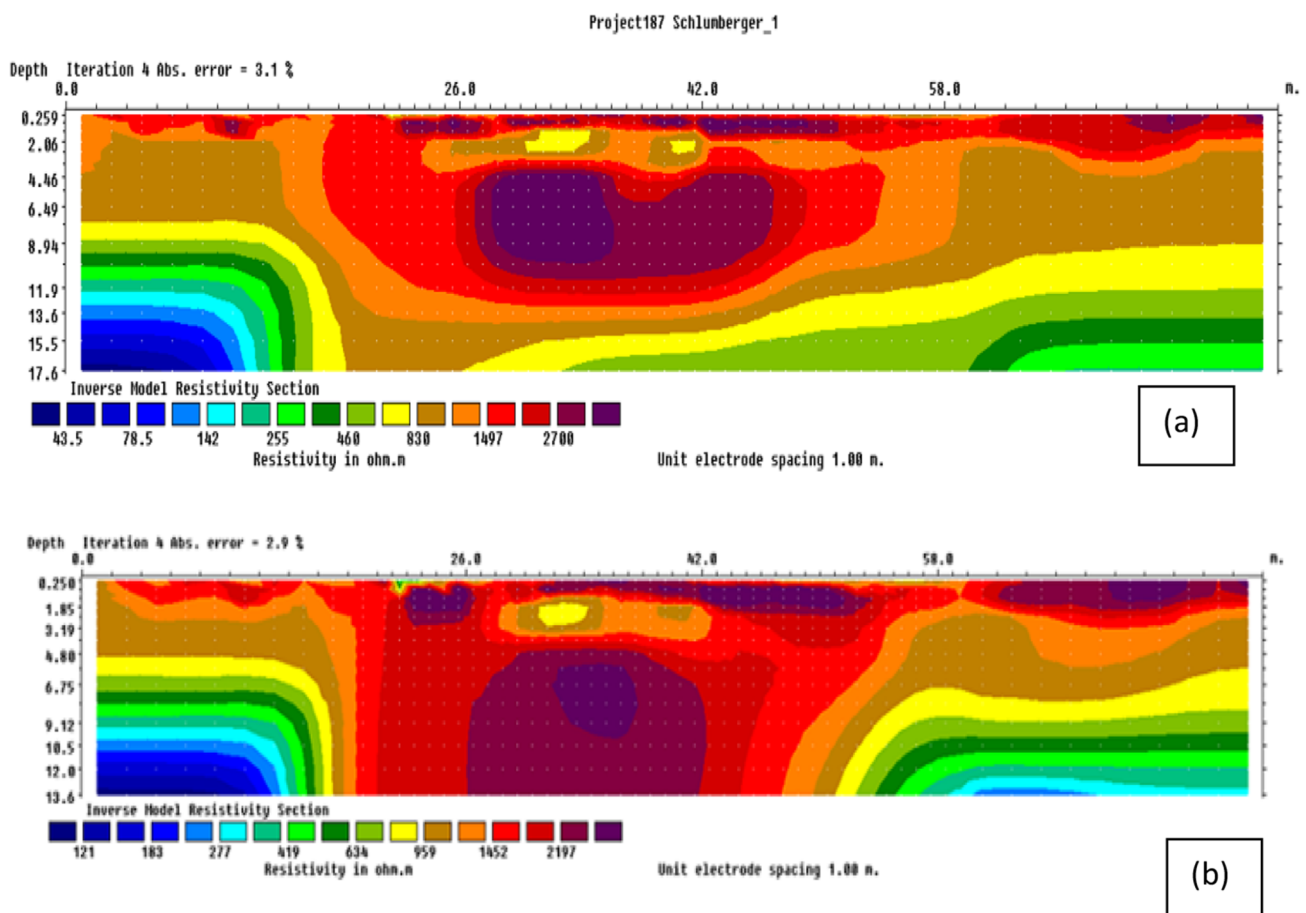 Project187 Schlumberger_1
Depth Iteration 4 Abs. error = 3.1 %
0.0 26.0 42.0 58.0 m.
0.259
2.06
4.46
6.49
8.94
11.9
13.6
15.5
17.6
Inverse Model Resistivity Section
43.5 78.5 142 255 460 830 1497 2700
Resistivity in ohm.m Unit electrode spacing 1.00 m.
(a)
Depth Iteration 4 Abs. error = 2.9 %
0.0 26.0 42.0 58.0 m.
0.250
1.85
3.19
4.80
6.75
9.12
10.5
12.0
13.6
Inverse Model Resistivity Section
121 183 277 419 634 959 1452 2197
Resistivity in ohm.m Unit electrode spacing 1.00 m.
(b)